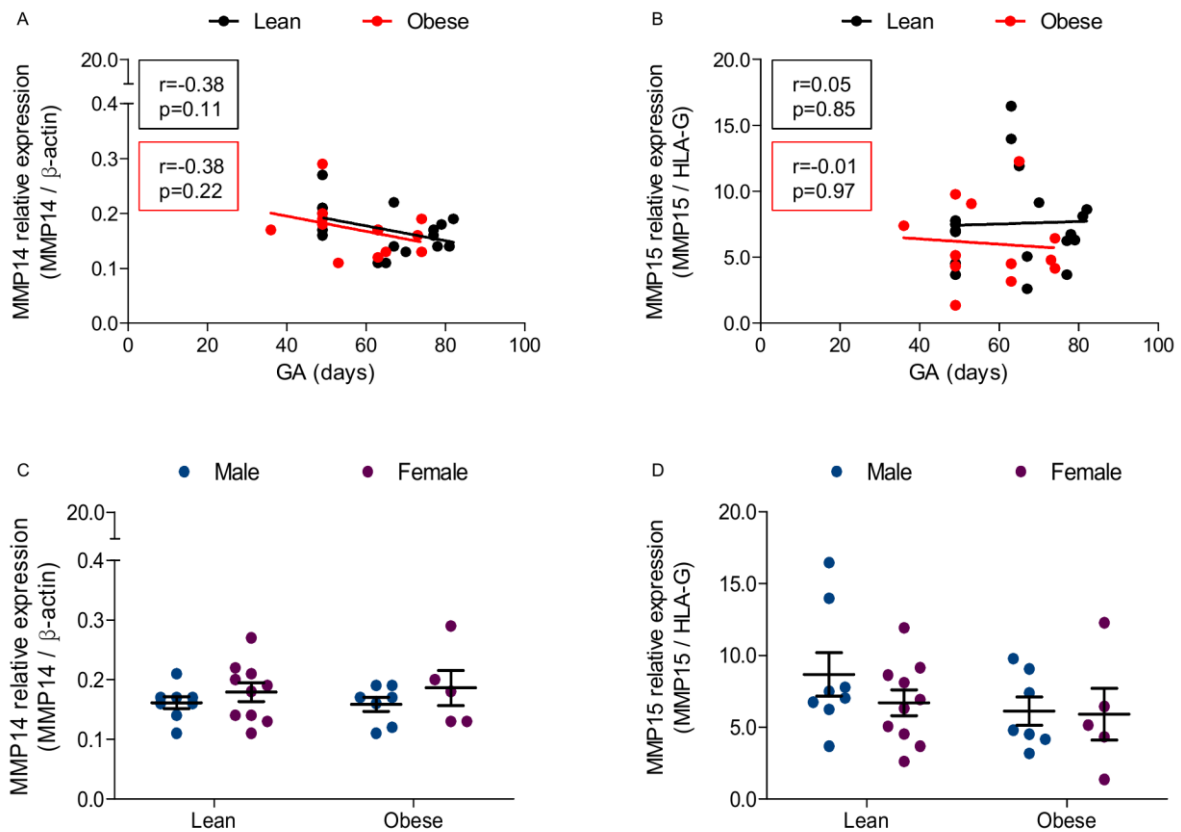 A
Lean
Obese
MMP14 relative expression
(MMP14 / β-actin)
20.0
0.4
0.3
0.2
0.1
0.0
r=-0.38
p=0.11
r=-0.38
p=0.22
0 20 40 60 80 100
GA (days)
B
Lean
Obese
MMP15 relative expression
(MMP15 / HLA-G)
20.0
15.0
10.0
5.0
0.0
r=0.05
p=0.85
r=-0.01
p=0.97
0 20 40 60 80 100
GA (days)
C
Male
Female
MMP14 relative expression
(MMP14 / β-actin)
20.0
0.4
0.3
0.2
0.1
0.0
Lean Obese
D
Male
Female
MMP15 relative expression
(MMP15 / HLA-G)
20.0
15.0
10.0
5.0
0.0
Lean Obese